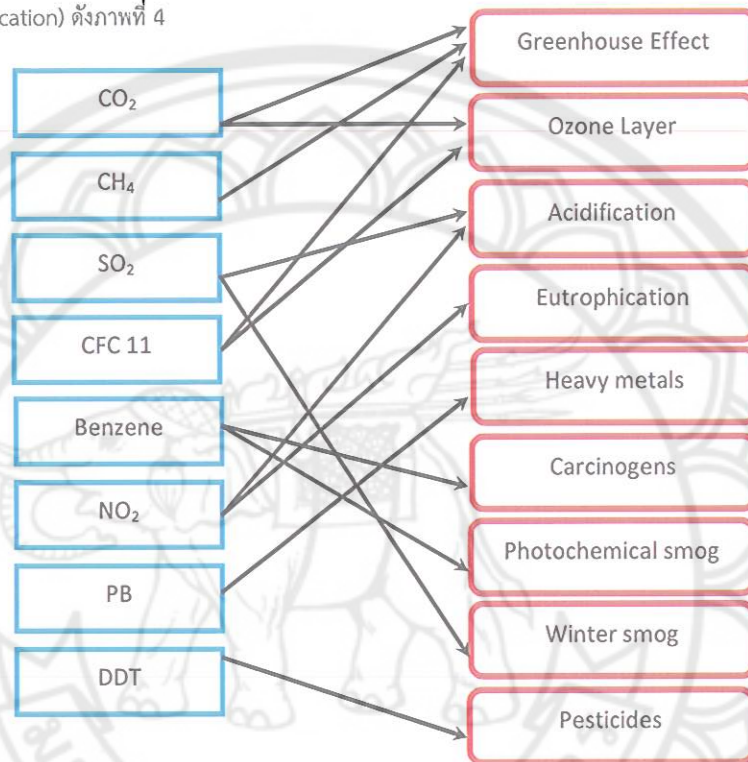 cation) ดังภาพที่ 4
CO₂
CH₄
SO₂
CFC 11
Benzene
NO₂
PB
DDT
Greenhouse Effect
Ozone Layer
Acidification
Eutrophication
Heavy metals
Carcinogens
Photochemical smog
Winter smog
Pesticides